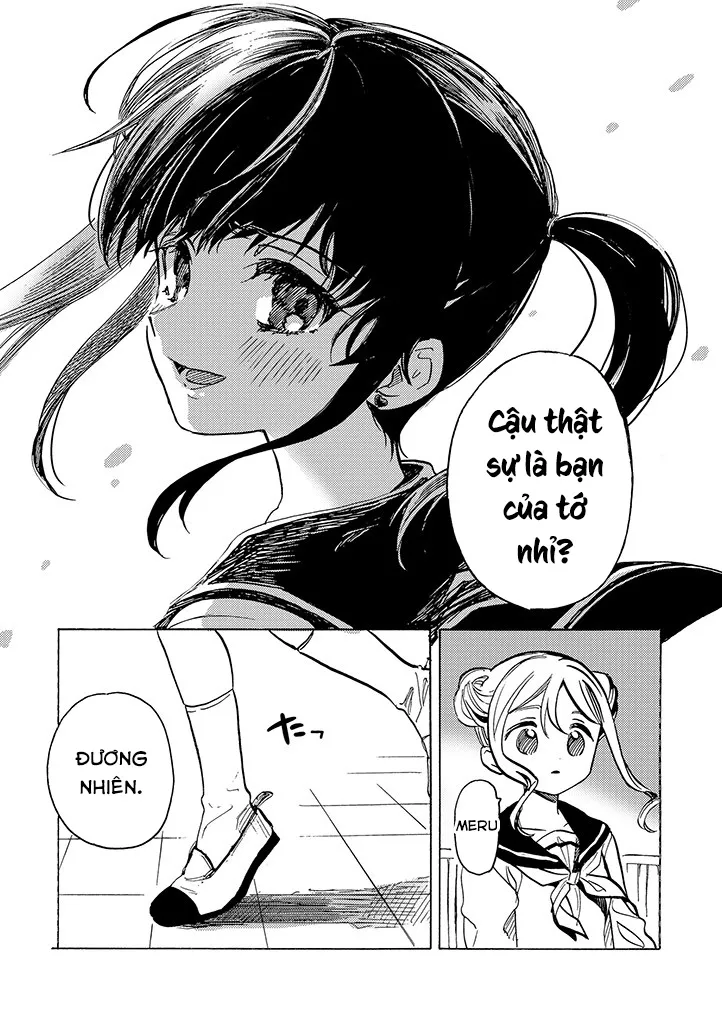 Cậu thật
sự là bạn
của tớ
nhỉ?
MERU
ĐƯƠNG
NHIÊN.
たっ